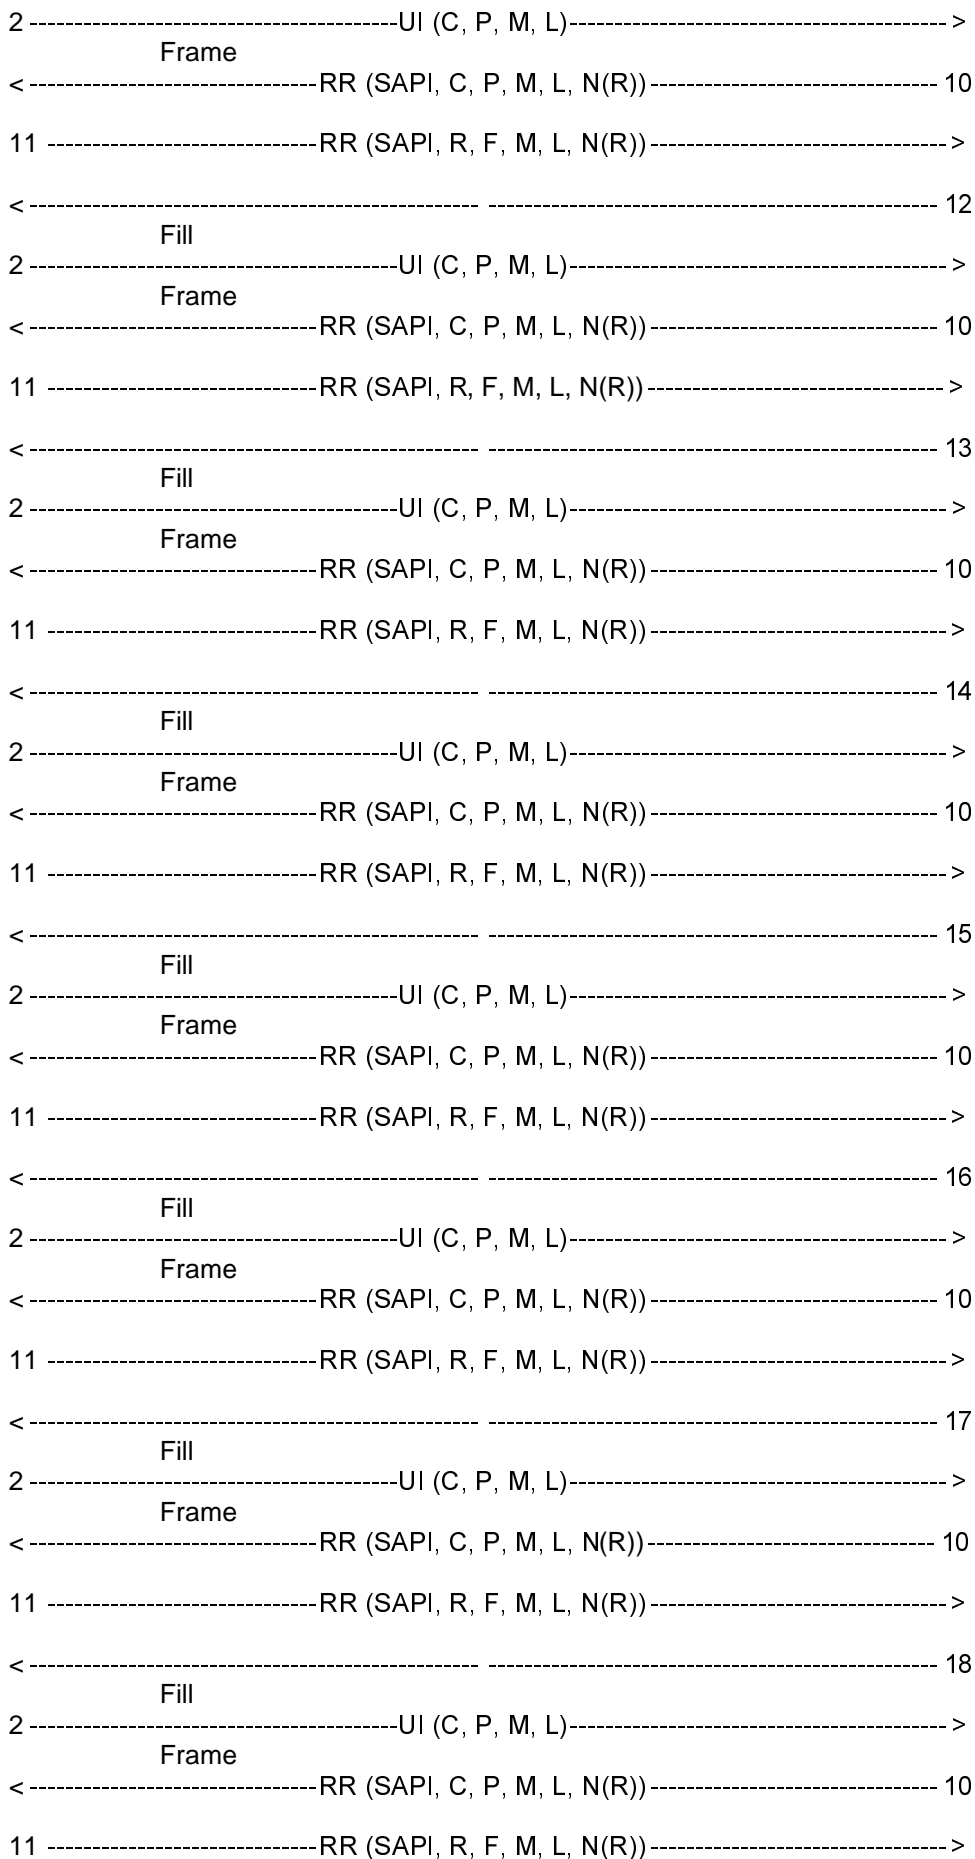 2 ------------------------------------------UI (C, P, M, L)------------------------------------------- >
Frame
< --------------------------------RR (SAPI, C, P, M, L, N(R))--------------------------------- 10
11 -------------------------------RR (SAPI, R, F, M, L, N(R))---------------------------------- >
< --------------------------------------------------- --------------------------------------------------- 12
Fill
2 ------------------------------------------UI (C, P, M, L)------------------------------------------- >
Frame
< --------------------------------RR (SAPI, C, P, M, L, N(R))--------------------------------- 10
11 -------------------------------RR (SAPI, R, F, M, L, N(R))---------------------------------- >
< --------------------------------------------------- --------------------------------------------------- 13
Fill
2 ------------------------------------------UI (C, P, M, L)------------------------------------------- >
Frame
< --------------------------------RR (SAPI, C, P, M, L, N(R))--------------------------------- 10
11 -------------------------------RR (SAPI, R, F, M, L, N(R))---------------------------------- >
< --------------------------------------------------- --------------------------------------------------- 14
Fill
2 ------------------------------------------UI (C, P, M, L)------------------------------------------- >
Frame
< --------------------------------RR (SAPI, C, P, M, L, N(R))--------------------------------- 10
11 -------------------------------RR (SAPI, R, F, M, L, N(R))---------------------------------- >
< --------------------------------------------------- --------------------------------------------------- 15
Fill
2 ------------------------------------------UI (C, P, M, L)------------------------------------------- >
Frame
< --------------------------------RR (SAPI, C, P, M, L, N(R))--------------------------------- 10
11 -------------------------------RR (SAPI, R, F, M, L, N(R))---------------------------------- >
< --------------------------------------------------- --------------------------------------------------- 16
Fill
2 ------------------------------------------UI (C, P, M, L)------------------------------------------- >
Frame
< --------------------------------RR (SAPI, C, P, M, L, N(R))--------------------------------- 10
11 -------------------------------RR (SAPI, R, F, M, L, N(R))---------------------------------- >
< --------------------------------------------------- --------------------------------------------------- 17
Fill
2 ------------------------------------------UI (C, P, M, L)------------------------------------------- >
Frame
< --------------------------------RR (SAPI, C, P, M, L, N(R))--------------------------------- 10
11 -------------------------------RR (SAPI, R, F, M, L, N(R))---------------------------------- >
< --------------------------------------------------- --------------------------------------------------- 18
Fill
2 ------------------------------------------UI (C, P, M, L)------------------------------------------- >
Frame
< --------------------------------RR (SAPI, C, P, M, L, N(R))--------------------------------- 10
11 -------------------------------RR (SAPI, R, F, M, L, N(R))---------------------------------- >